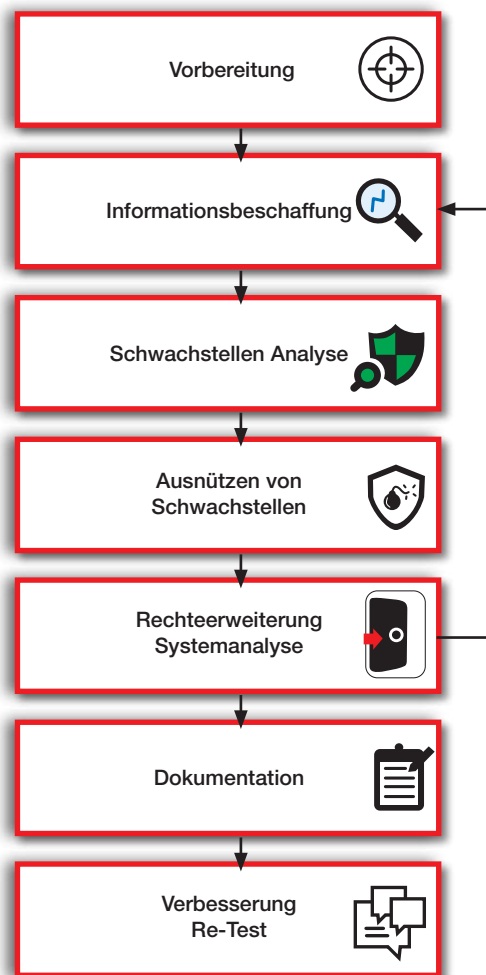 Vorbereitung
Informationsbeschaffung
Schwachstellen Analyse
Ausnützen von
Schwachstellen
Rechteerweiterung
Systemanalyse
Dokumentation
Verbesserung
Re-Test